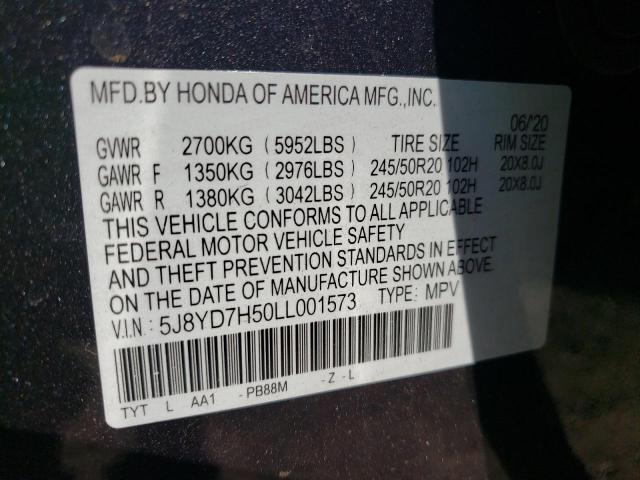 MFD.BY HONDA OF AMERICA MFG.,INC.
06/'20
GVWR 2700KG (5952LBS) TIRE SIZE RIM SIZE
GAWR F 1350KG (2976LBS) 245/50R20 102H 20X8.0J
GAWR R 1380KG (3042LBS) 245/50R20 102H 20X8.0J
THIS VEHICLE CONFORMS TO ALL APPLICABLE
FEDERAL MOTOR VEHICLE SAFETY
AND THEFT PREVENTION STANDARDS IN EFFECT
ON THE DATE OF MANUFACTURE SHOWN ABOVE.
V.I.N: 5J8YD7H50LL001573 TYPE: MPV
TYT L AA1 -PB88M -Z-L